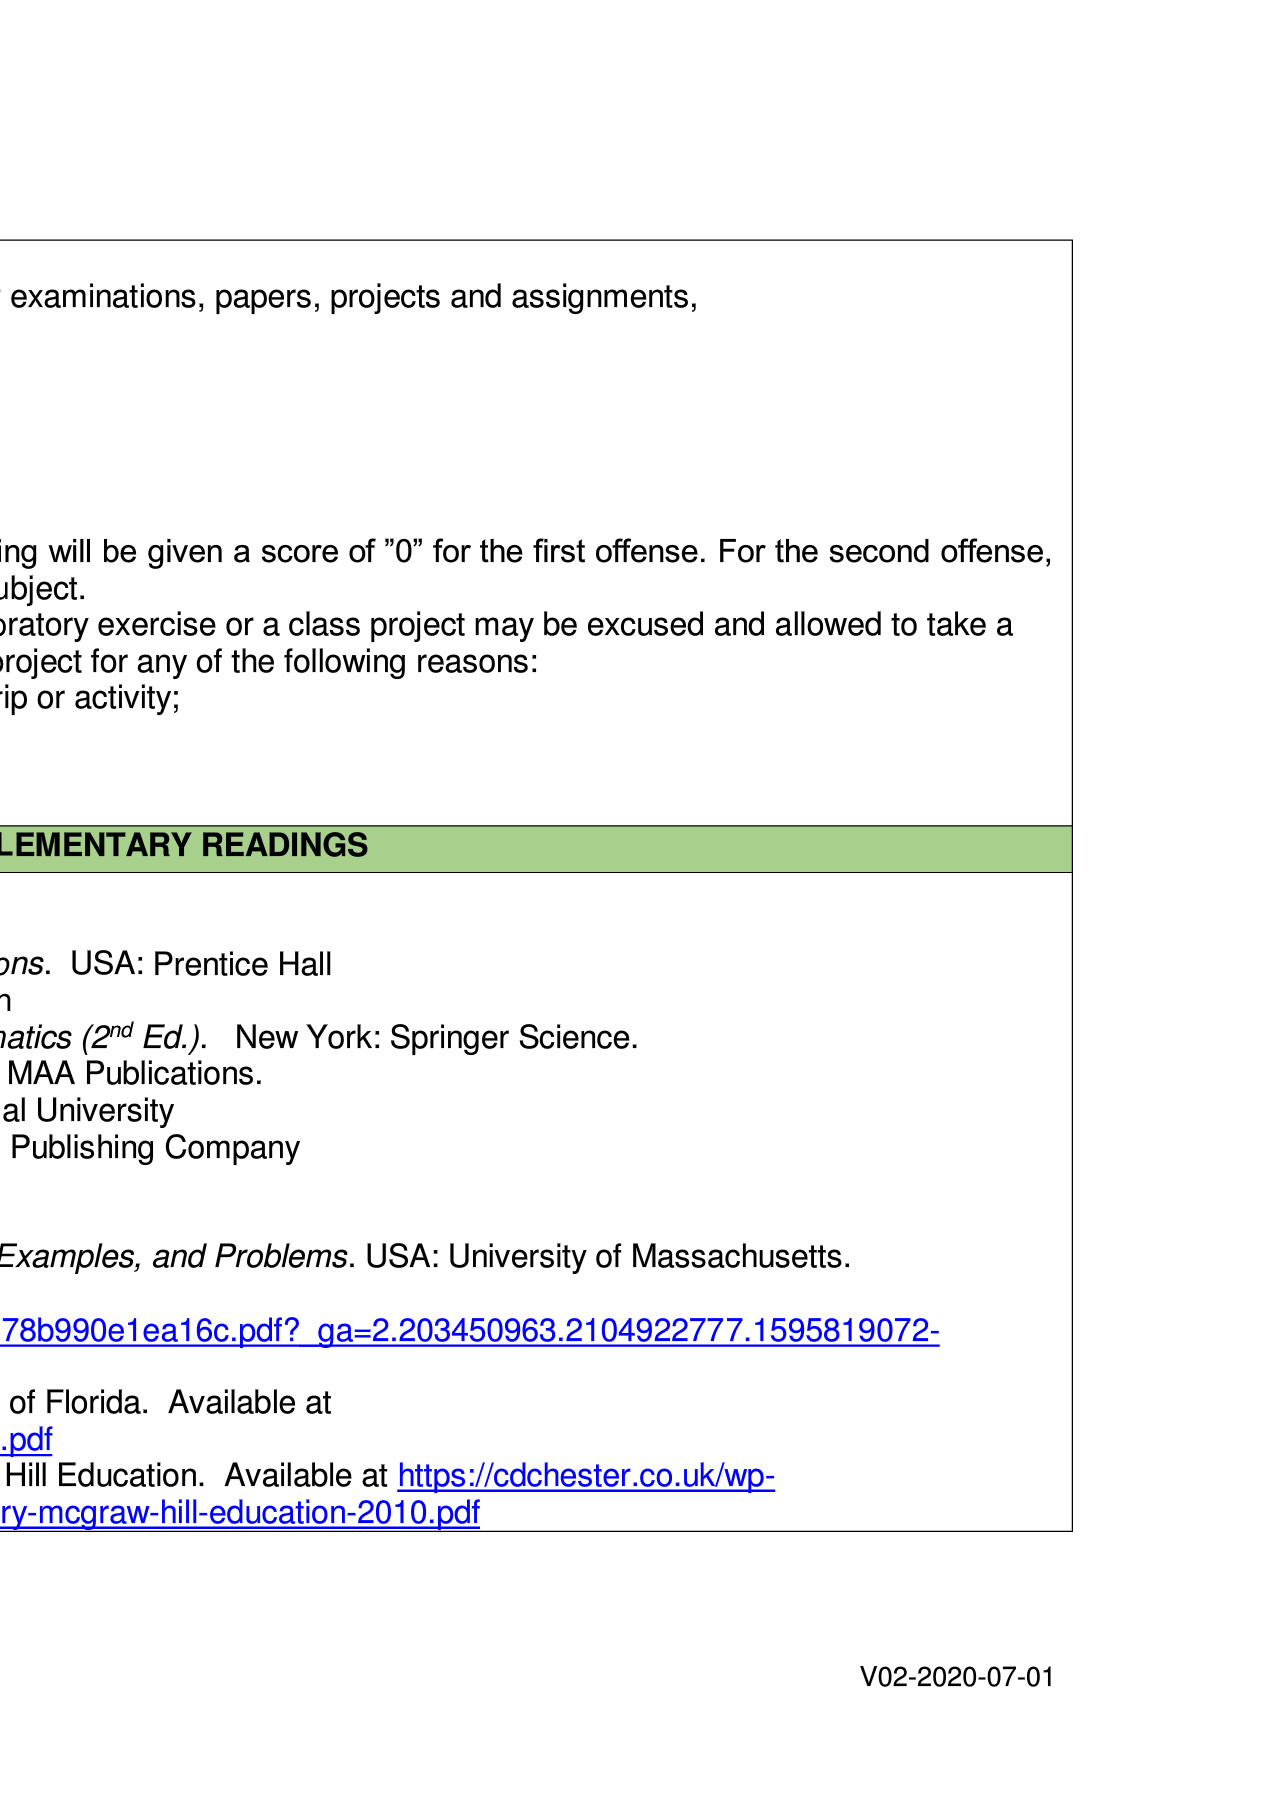 examinations, papers, projects and assignments,
ing will be given a score of ”0” for the first offense. For the second offense,
ubject.
oratory exercise or a class project may be excused and allowed to take a
project for any of the following reasons:
rip or activity;
LEMENTARY READINGS
ons. USA: Prentice Hall
n
natics (2nd Ed.). New York: Springer Science.
MAA Publications.
al University
Publishing Company
Examples, and Problems. USA: University of Massachusetts.
78b990e1ea16c.pdf?_ga=2.203450963.2104922777.1595819072-
of Florida. Available at
.pdf
Hill Education. Available at https://cdchester.co.uk/wp-
ry-mcgraw-hill-education-2010.pdf
V02-2020-07-01